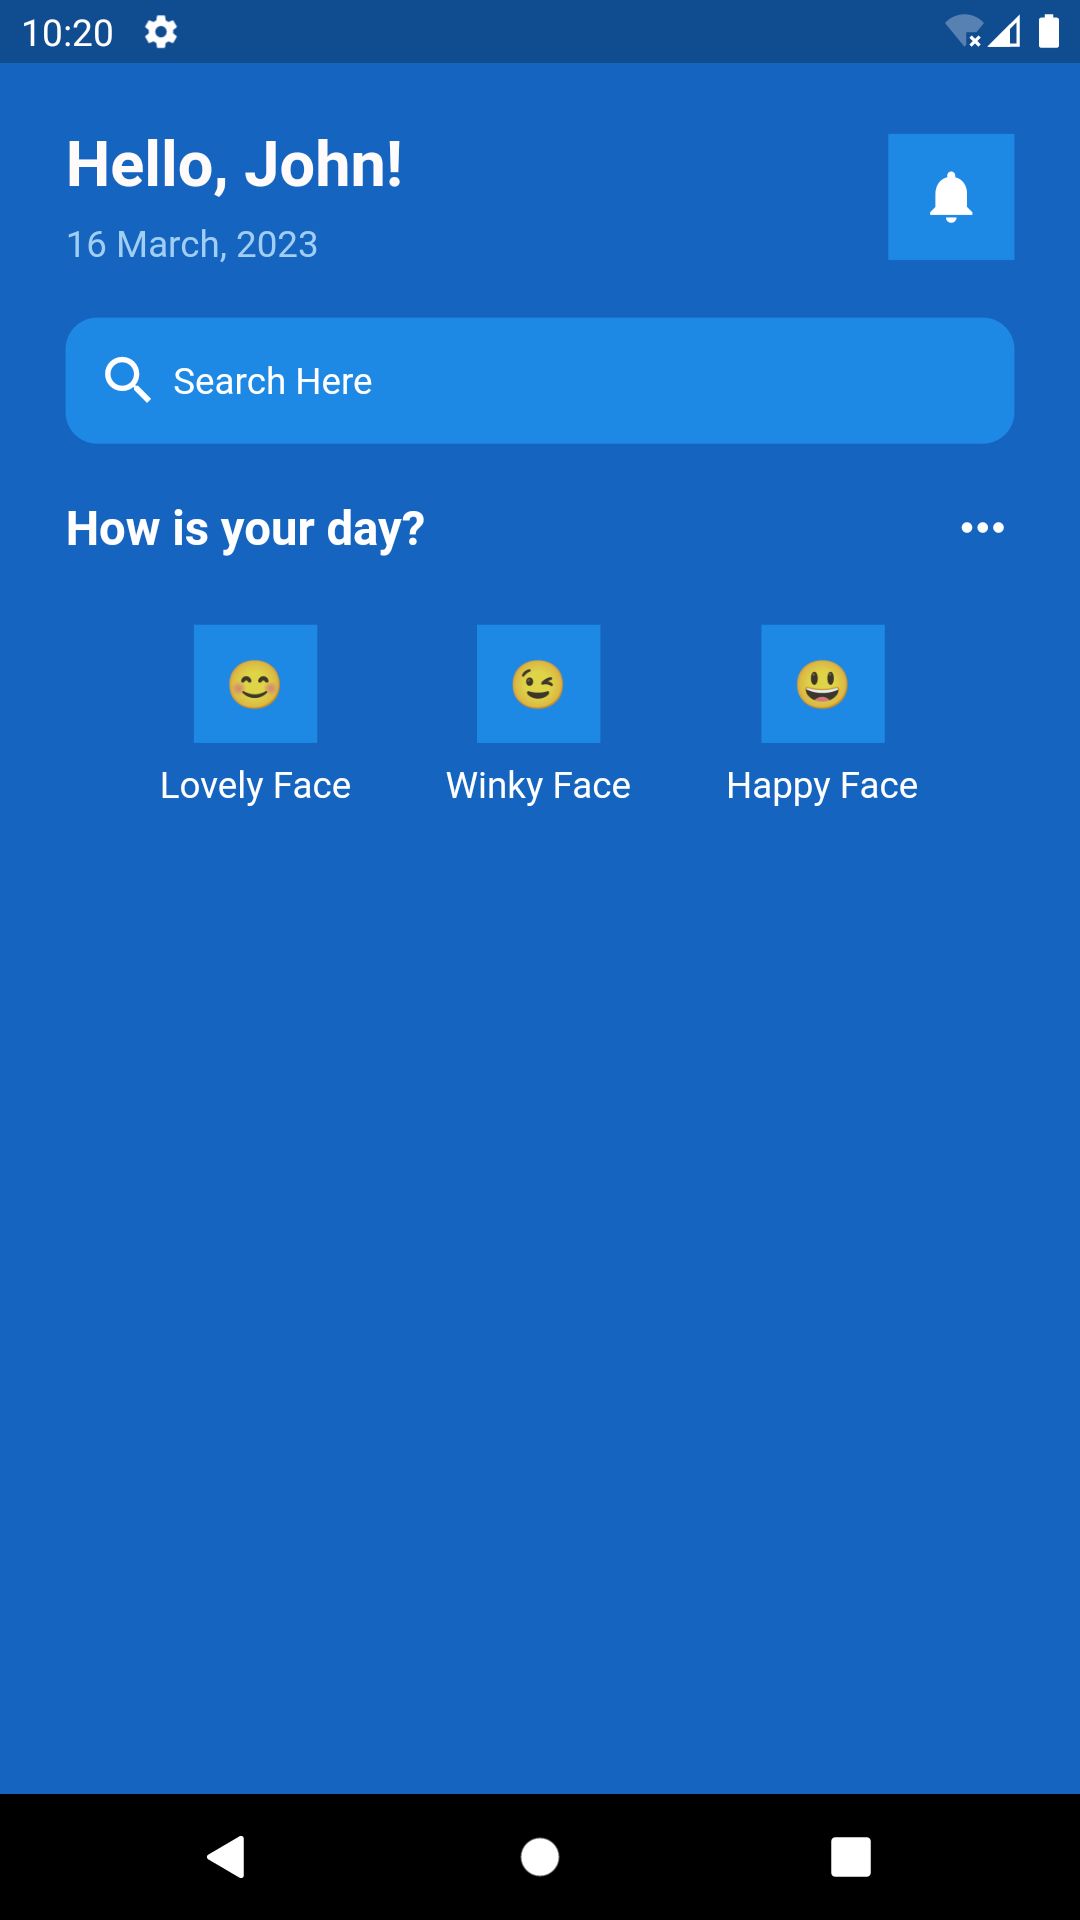 10:20
Hello, John!
16 March, 2023
Search Here
How is your day?
Lovely Face
Winky Face
Happy Face